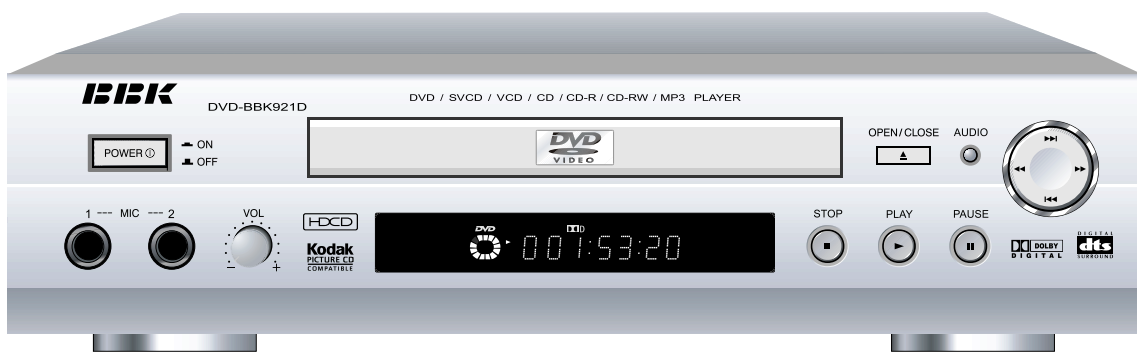 BBK
DVD-BBK921D
DVD / SVCD / VCD / CD / CD-R / CD-RW / MP3 PLAYER
POWER
ON
OFF
DVD
VIDEO
OPEN/CLOSE
AUDIO
1 --- MIC --- 2
VOL
- +
HDCD
Kodak
PICTURE CD
COMPATIBLE
DVD
D
001:53:20
STOP
PLAY
PAUSE
DOLBY
DIGITAL
DIGITAL
dts
SURROUND